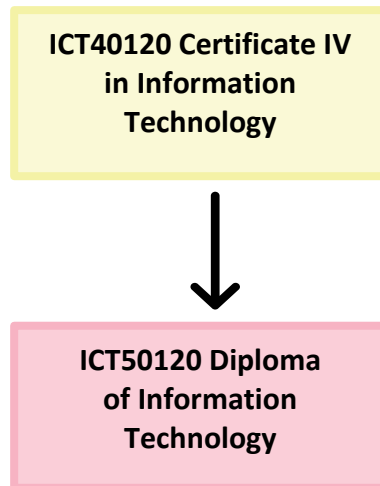 ICT40120 Certificate IV
in Information
Technology
ICT50120 Diploma
of Information
Technology